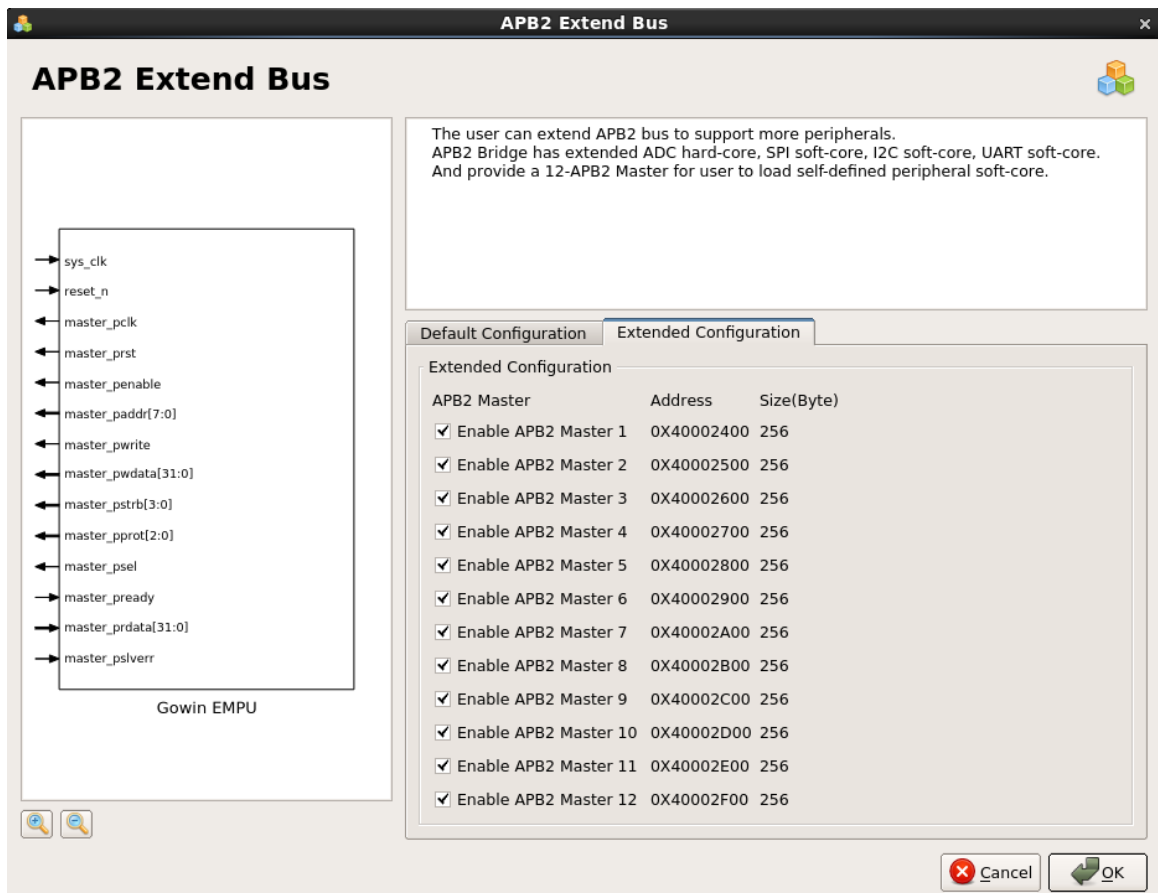 APB2 Extend Bus
APB2 Extend Bus
sys_clk
reset_n
master_pclk
master_prst
master_penable
master_paddr[7:0]
master_pwrite
master_pwdata[31:0]
master_pstrb[3:0]
master_pprot[2:0]
master_psel
master_pready
master_prdata[31:0]
master_pslverr
Gowin EMPU
The user can extend APB2 bus to support more peripherals.
APB2 Bridge has extended ADC hard-core, SPI soft-core, I2C soft-core, UART soft-core.
And provide a 12-APB2 Master for user to load self-defined peripheral soft-core.
Default Configuration Extended Configuration
Extended Configuration
APB2 Master Address Size(Byte)
Enable APB2 Master 1 0X40002400 256
Enable APB2 Master 2 0X40002500 256
Enable APB2 Master 3 0X40002600 256
Enable APB2 Master 4 0X40002700 256
Enable APB2 Master 5 0X40002800 256
Enable APB2 Master 6 0X40002900 256
Enable APB2 Master 7 0X40002A00 256
Enable APB2 Master 8 0X40002B00 256
Enable APB2 Master 9 0X40002C00 256
Enable APB2 Master 10 0X40002D00 256
Enable APB2 Master 11 0X40002E00 256
Enable APB2 Master 12 0X40002F00 256
Cancel OK